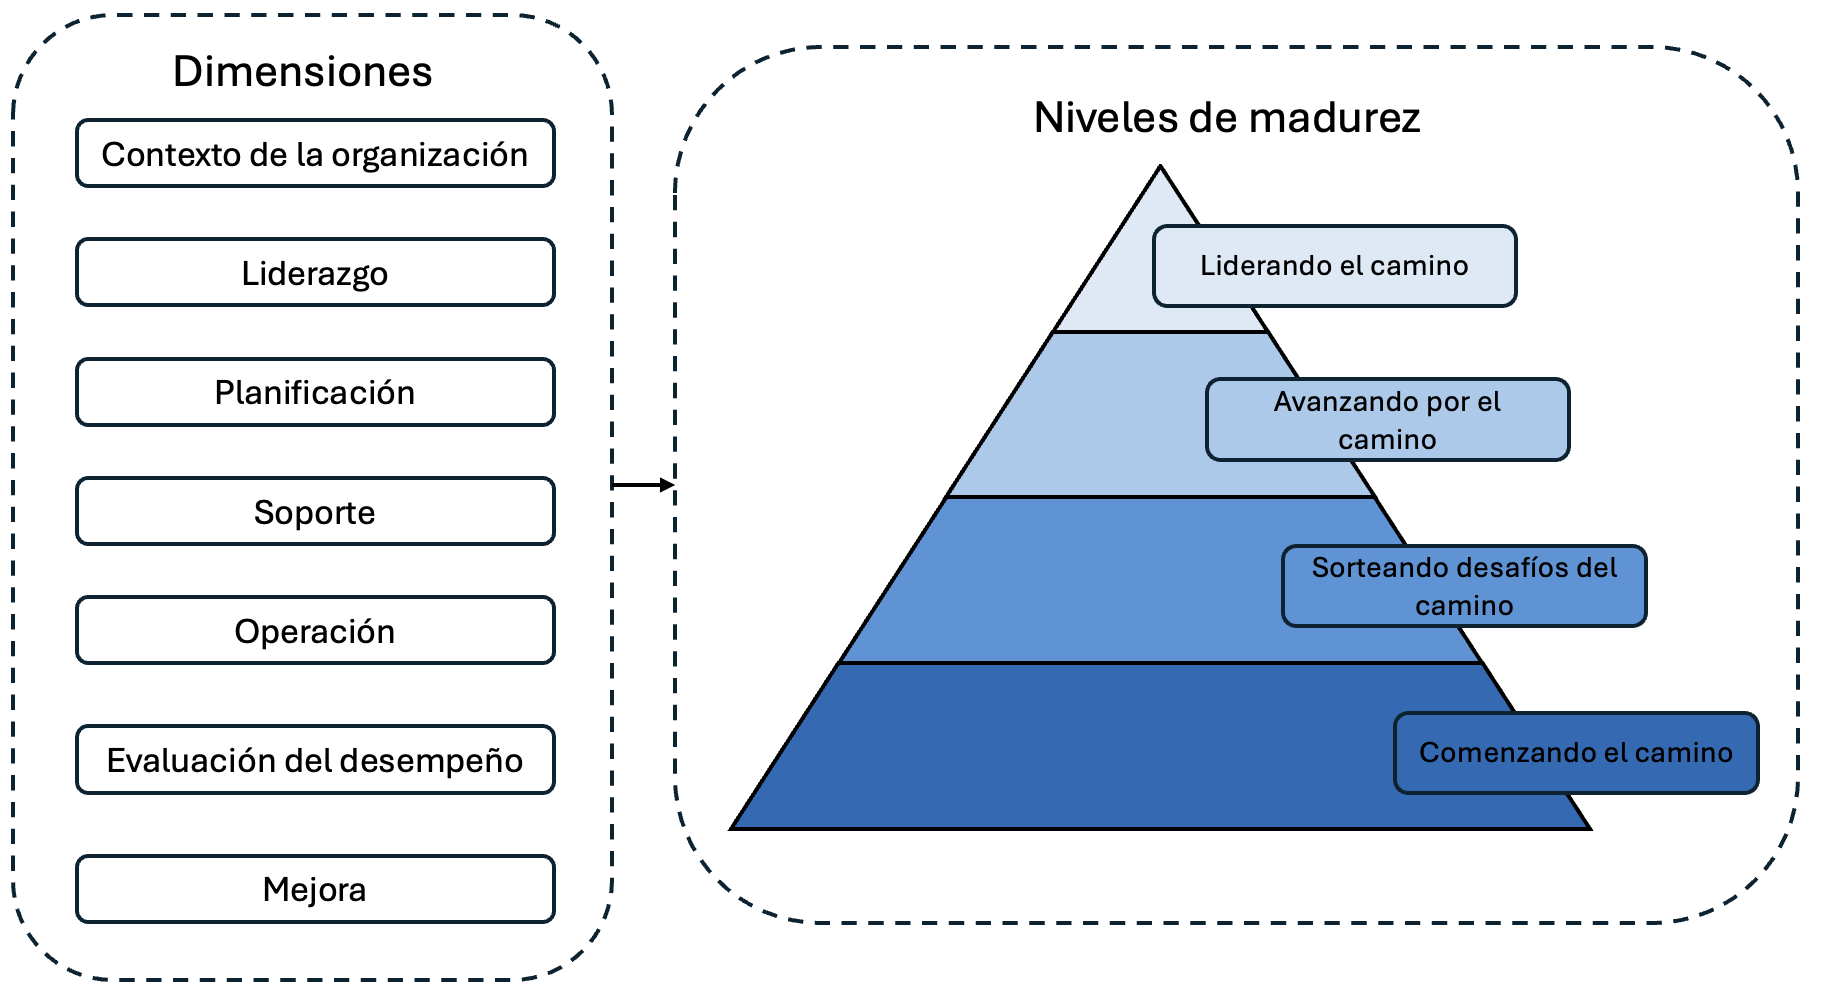 Dimensiones
Contexto de la organización
Liderazgo
Planificación
Soporte
Operación
Evaluación del desempeño
Mejora
Niveles de madurez
Liderando el camino
Avanzando por el
camino
Sorteando desafíos del
camino
Comenzando el camino